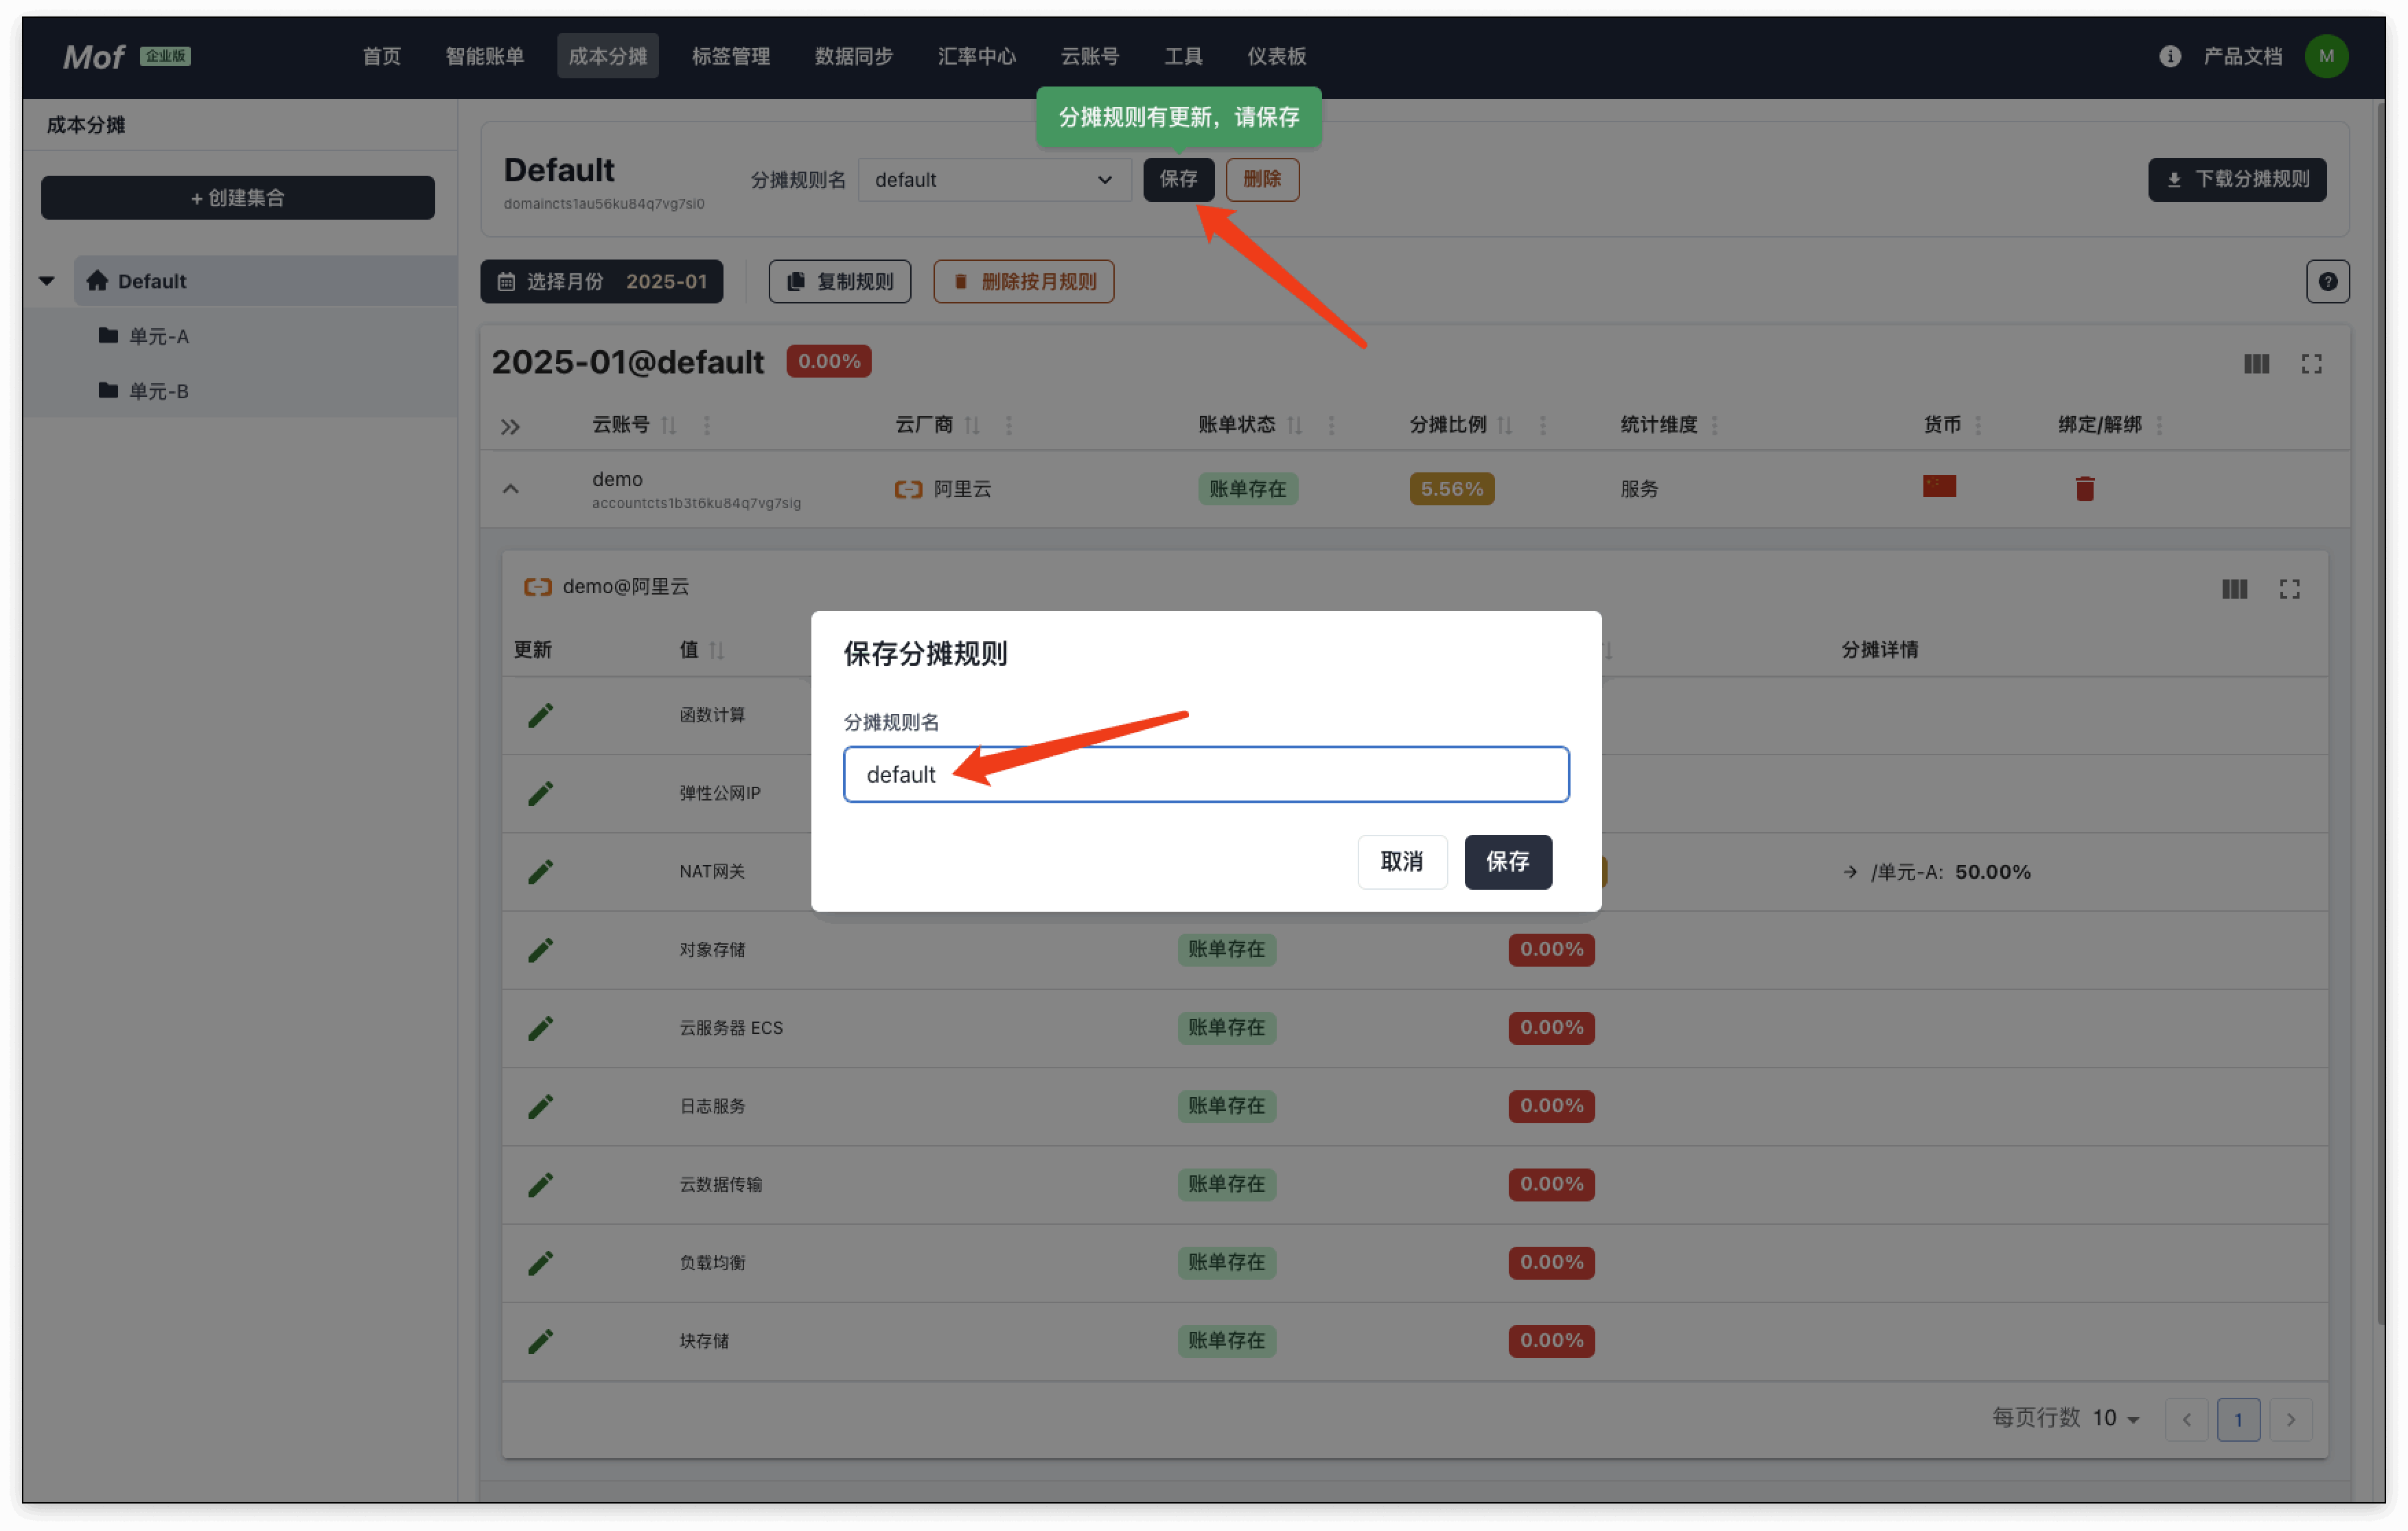 Mof 企业版 首页 智能账单 成本分摊 标签管理 数据同步 汇率中心 云账号 工具 仪表板 产品文档 M
分摊规则有更新，请保存
成本分摊
+ 创建集合
Default
单元-A
单元-B
Default
domaincts1au56ku84q7vg7si0
分摊规则名 default 保存 删除 下载分摊规则
选择月份 2025-01 复制规则 删除按月规则
2025-01@default 0.00%
云账号 云厂商 账单状态 分摊比例 统计维度 货币 绑定/解绑
demo
accountcts1b3t6ku84q7vg7sig
阿里云 账单存在 5.56% 服务
demo@阿里云
更新 值 分摊详情
函数计算
弹性公网IP
NAT网关 → /单元-A: 50.00%
对象存储 账单存在 0.00%
云服务器 ECS 账单存在 0.00%
日志服务 账单存在 0.00%
云数据传输 账单存在 0.00%
负载均衡 账单存在 0.00%
块存储 账单存在 0.00%
每页行数 10 1
保存分摊规则
分摊规则名
default
取消 保存